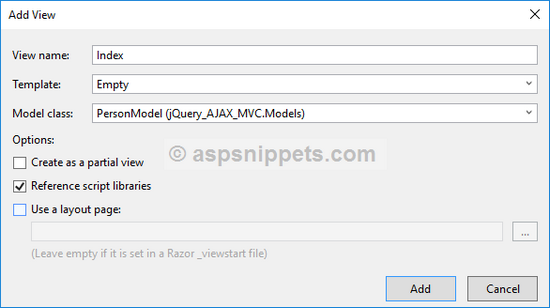 Add View
View name: Index
Template: Empty
Model class: PersonModel (jQuery_AJAX_MVC.Models)
Options:
© aspsnippets.com
Create as a partial view
Reference script libraries
Use a layout page:
...
(Leave empty if it is set in a Razor _viewstart file)
Add Cancel